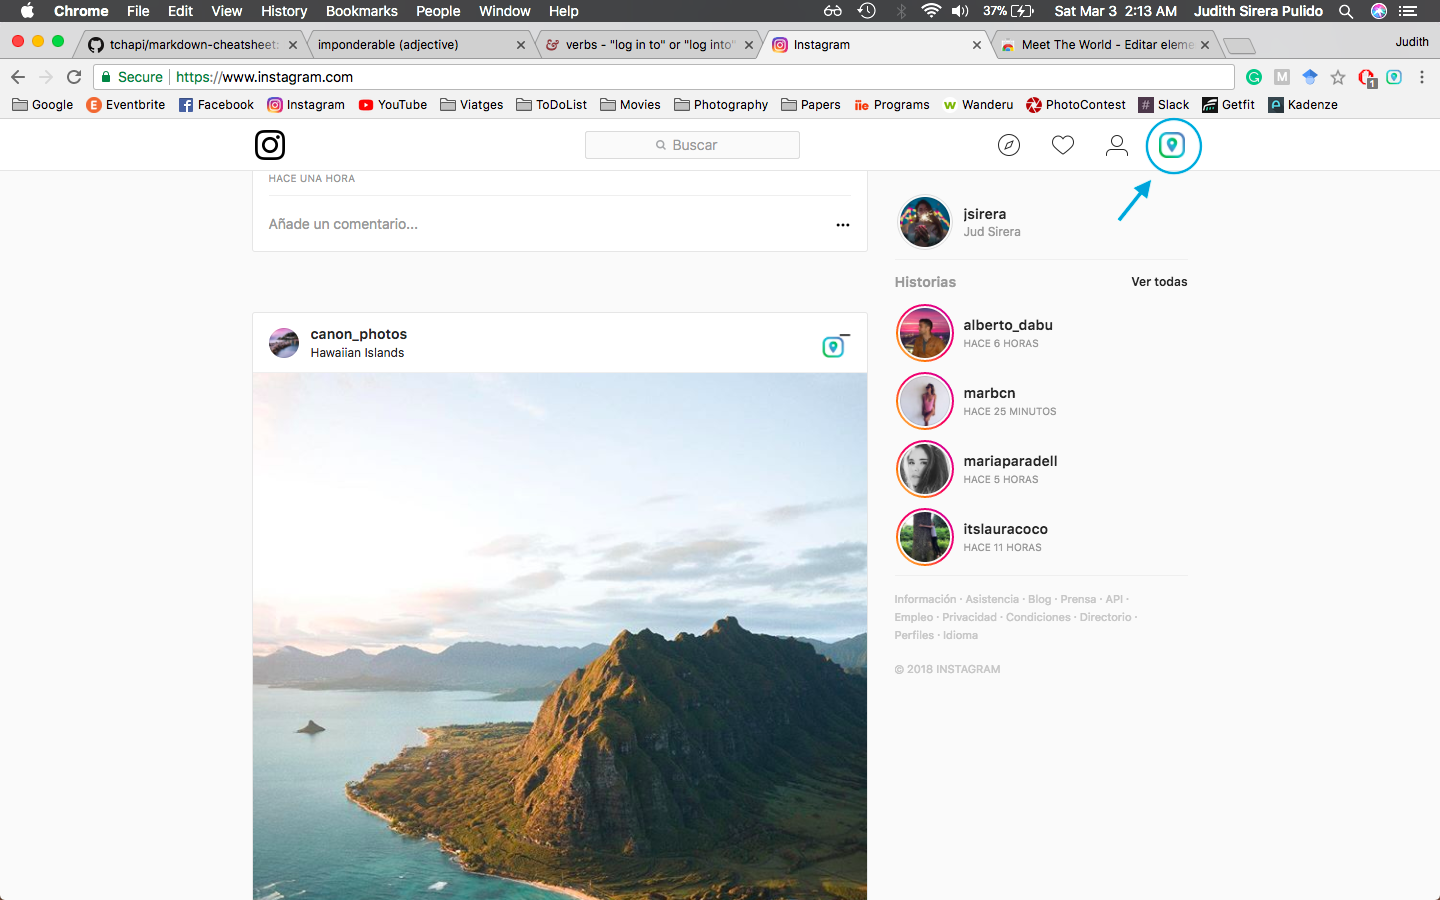 Chrome File Edit View History Bookmarks People Window Help 37% Sat Mar 3 2:13 AM Judith Sirera Pulido
tchapi/markdown-cheatsheet: imponderable (adjective) verbs - "log in to" or "log into" Instagram Meet The World - Editar eleme Judith
Secure https://www.instagram.com
Google Eventbrite Facebook Instagram YouTube Viatges ToDoList Movies Photography Papers Programs Wanderu PhotoContest Slack Getfit Kadenze
Buscar
HACE UNA HORA
Añade un comentario...
canon_photos
Hawaiian Islands
jsirera
Jud Sirera
Historias Ver todas
alberto_dabu
HACE 6 HORAS
marbcn
HACE 25 MINUTOS
mariaparadell
HACE 5 HORAS
itslauracoco
HACE 11 HORAS
Información · Asistencia · Blog · Prensa · API ·
Empleo · Privacidad · Condiciones · Directorio ·
Perfiles · Idioma
© 2018 INSTAGRAM